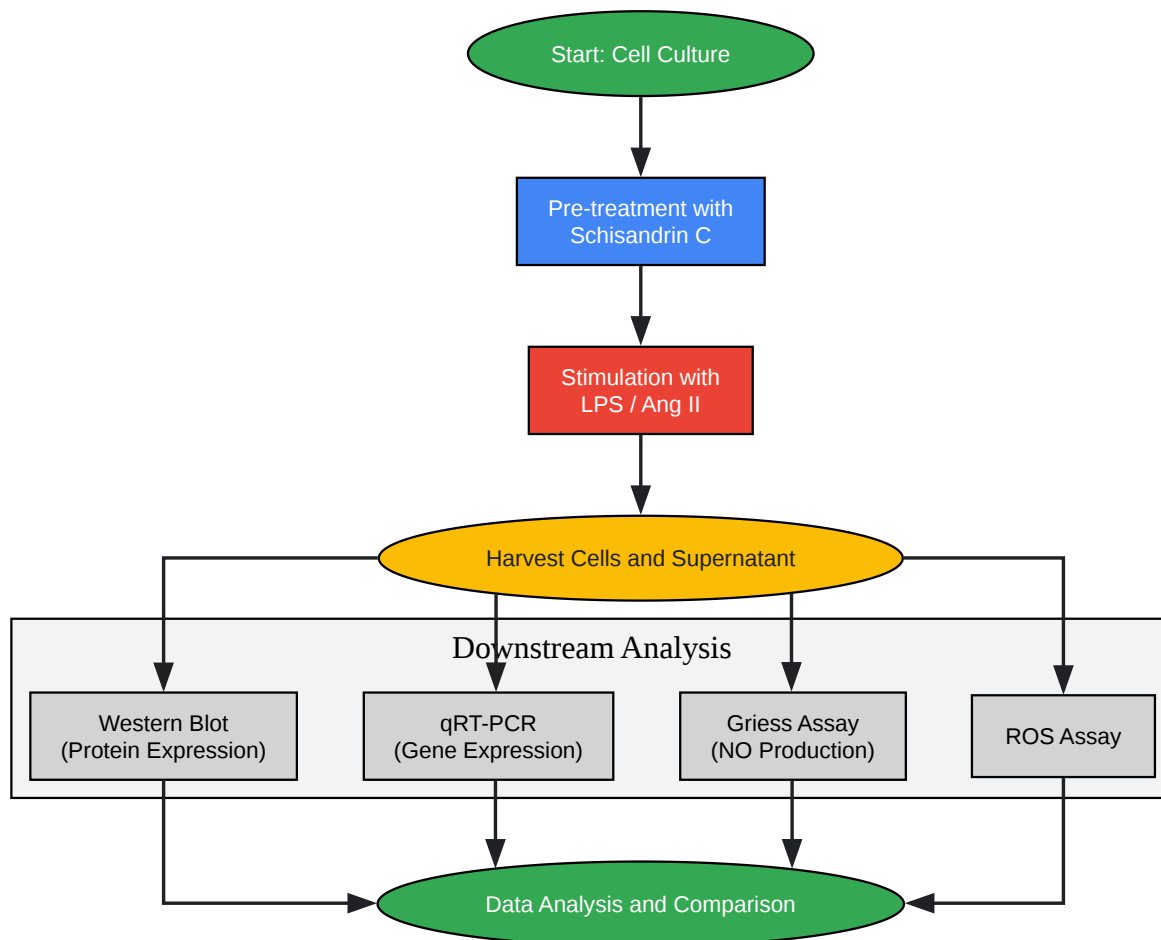 Start: Cell Culture
Pre-treatment with
Schisandrin C
Stimulation with
LPS / Ang II
Harvest Cells and Supernatant
Downstream Analysis
Western Blot
(Protein Expression)
qRT-PCR
(Gene Expression)
Griess Assay
(NO Production)
ROS Assay
Data Analysis and Comparison